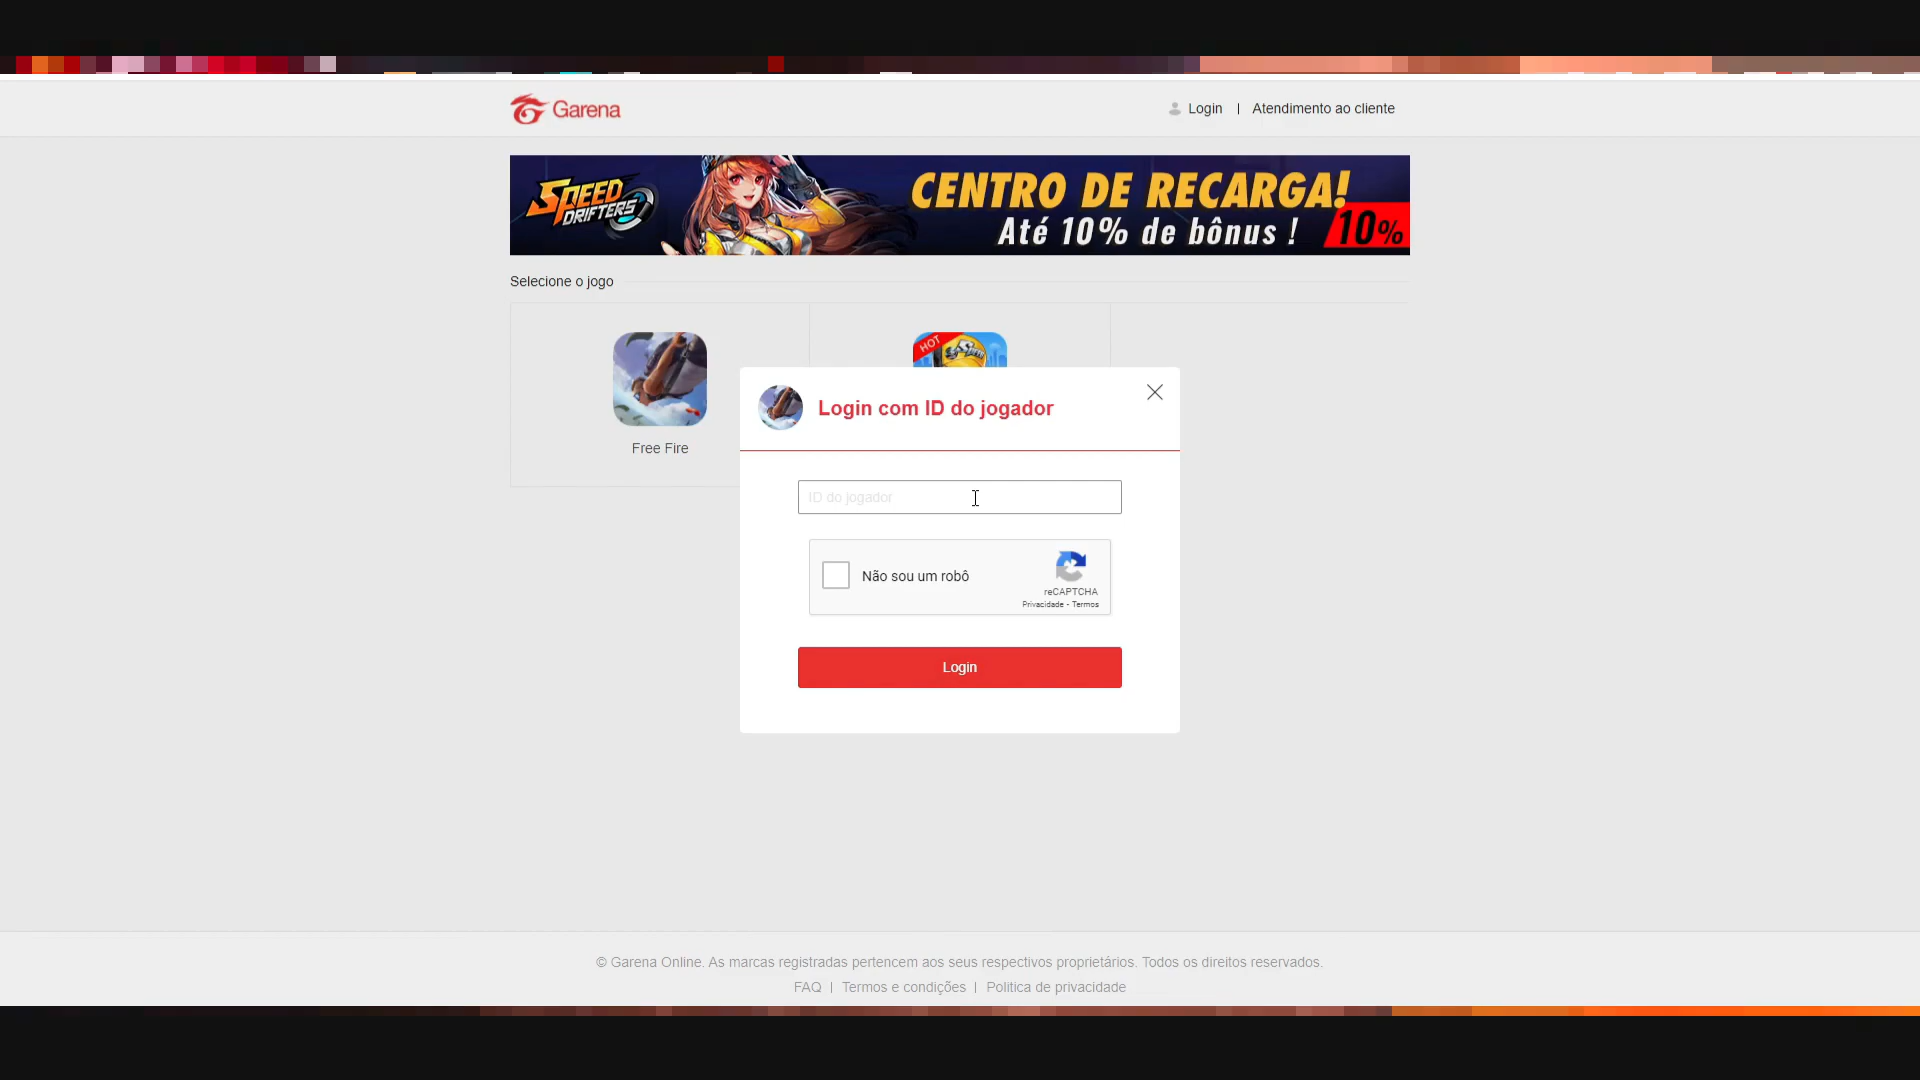 Garena
Login | Atendimento ao cliente
SPEED DRIFTERS
CENTRO DE RECARGA!
Até 10% de bônus !
10%
Selecione o jogo
HOT
Free Fire
Login com ID do jogador
ID do jogador
Não sou um robô
reCAPTCHA
Privacidade - Termos
Login
© Garena Online. As marcas registradas pertencem aos seus respectivos proprietários. Todos os direitos reservados.
FAQ | Termos e condições | Politica de privacidade